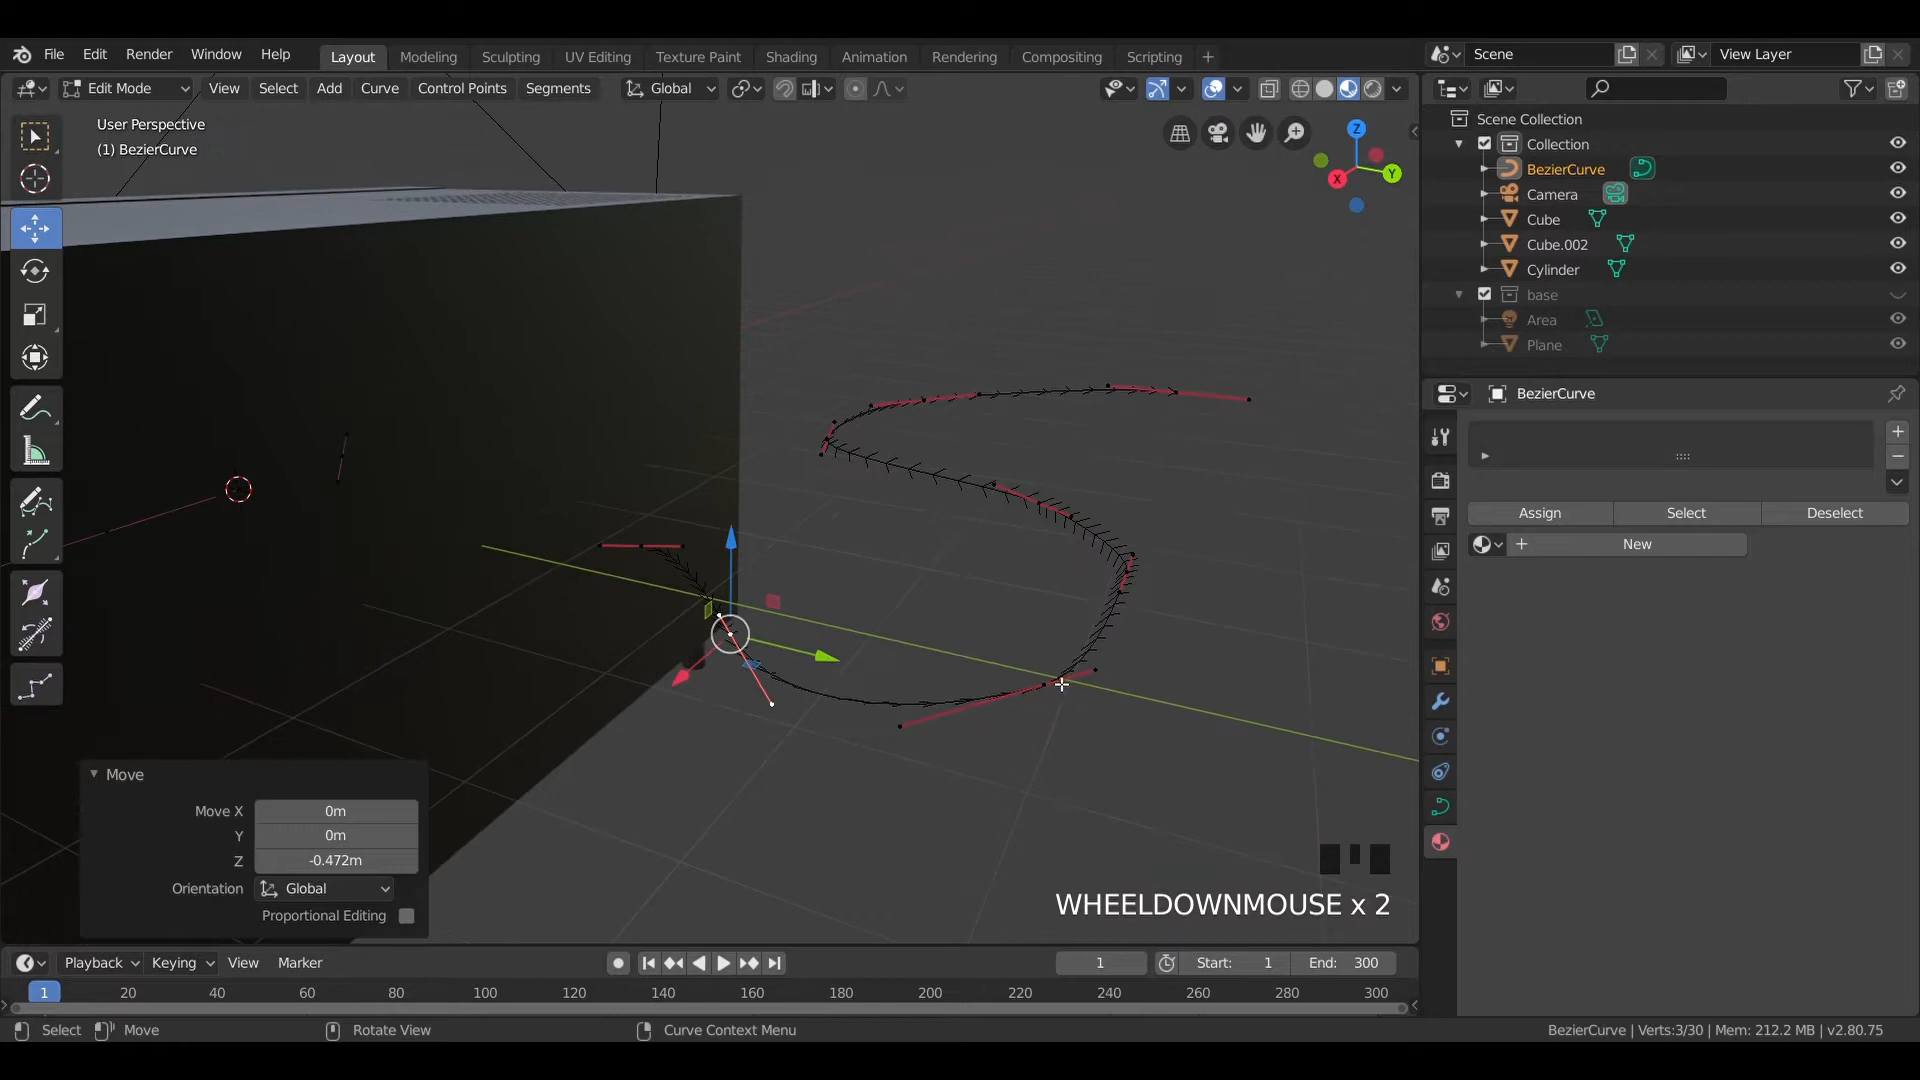 File Edit Render Window Help Layout Modeling Sculpting UV Editing Texture Paint Shading Animation Rendering Compositing Scripting + Scene View Layer
Edit Mode View Select Add Curve Control Points Segments Global
User Perspective
(1) BezierCurve
Z
Y
X
Scene Collection
Collection
BezierCurve
Camera
Cube
Cube.002
Cylinder
base
Area
Plane
BezierCurve
Assign Select Deselect
New
Move
Move X 0m
Y 0m
Z -0.472m
Orientation Global
Proportional Editing
WHEELDOWNMOUSE x 2
Playback Keying View Marker 1 Start: 1 End: 300
1 20 40 60 80 100 120 140 160 180 200 220 240 260 280 300
Select Move Rotate View Curve Context Menu BezierCurve | Verts:3/30 | Mem: 212.2 MB | v2.80.75